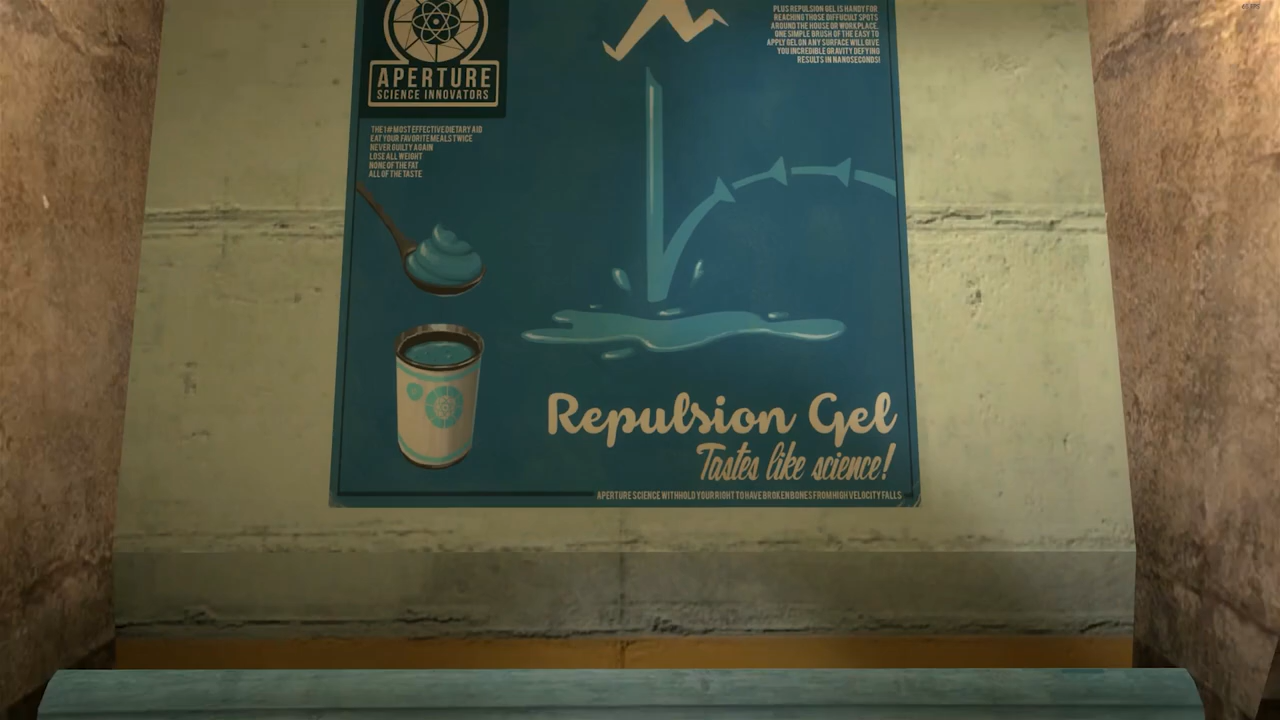 PLUS REPULSION GEL IS HANDY FOR
REACHING THOSE DIFFUCULT SPOTS
AROUND THE HOUSE OR WORKPLACE.
ONE SIMPLE BRUSH OF THE EASY TO
APPLY GEL ON ANY SURFACE WILL GIVE
YOU INCREDIBLE GRAVITY DEFYING
RESULTS IN NANOSECONDS!
APERTURE
SCIENCE INNOVATORS
THE 1# MOST EFFECTIVE DIETARY AID
EAT YOUR FAVORITE MEALS TWICE
NEVER GUILTY AGAIN
LOSE ALL WEIGHT
NONE OF THE FAT
ALL OF THE TASTE
Repulsion Gel
Tastes like science!
APERTURE SCIENCE WITHHOLD YOUR RIGHT TO HAVE BROKEN BONES FROM HIGH VELOCITY FALLS